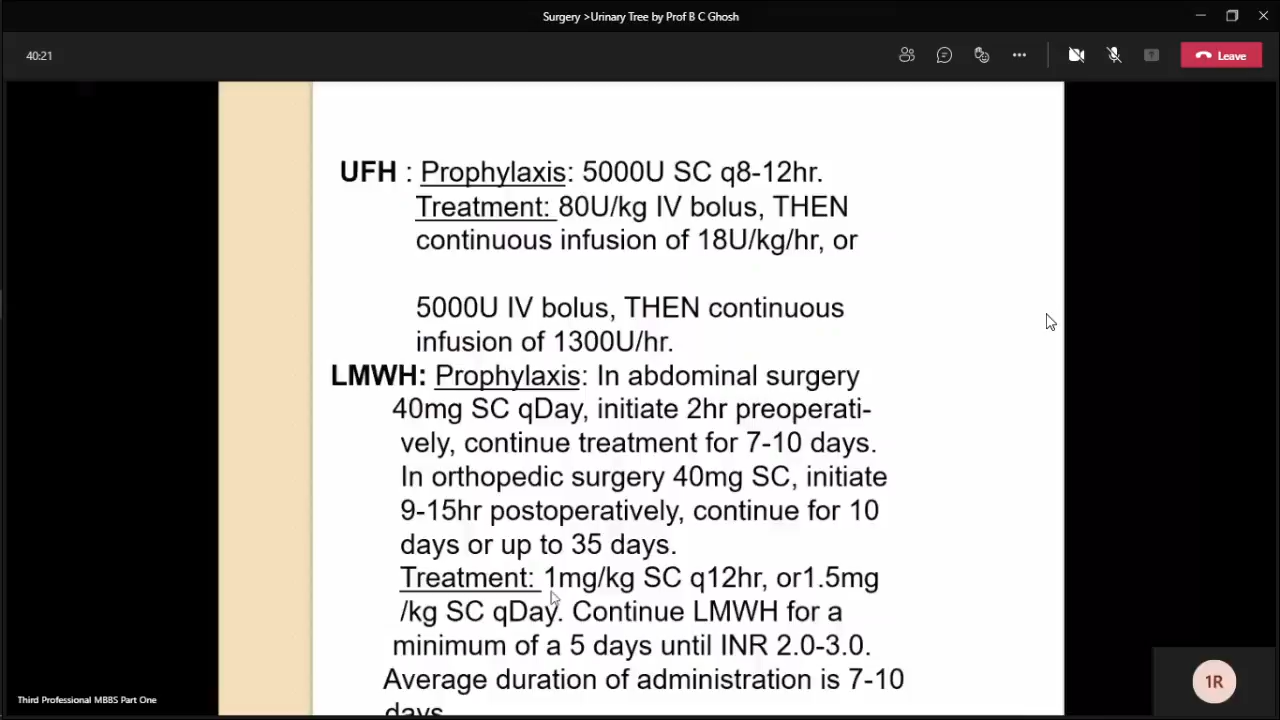 Surgery >Urinary Tree by Prof B C Ghosh
40:21
Leave
UFH : Prophylaxis: 5000U SC q8-12hr.
Treatment: 80U/kg IV bolus, THEN
continuous infusion of 18U/kg/hr, or
5000U IV bolus, THEN continuous
infusion of 1300U/hr.
LMWH: Prophylaxis: In abdominal surgery
40mg SC qDay, initiate 2hr preoperati-
vely, continue treatment for 7-10 days.
In orthopedic surgery 40mg SC, initiate
9-15hr postoperatively, continue for 10
days or up to 35 days.
Treatment: 1mg/kg SC q12hr, or1.5mg
/kg SC qDay. Continue LMWH for a
minimum of a 5 days until INR 2.0-3.0.
Average duration of administration is 7-10
days
Third Professional MBBS Part One
1R